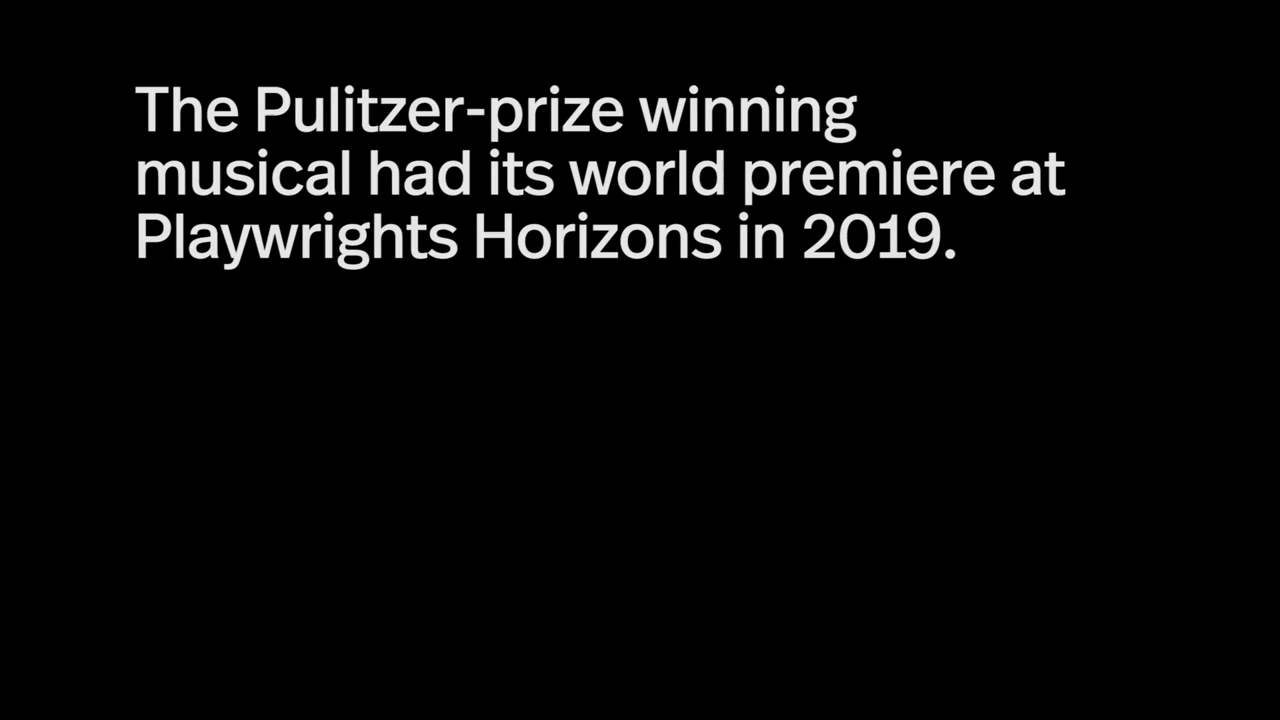 The Pulitzer-prize winning
musical had its world premiere at
Playwrights Horizons in 2019.